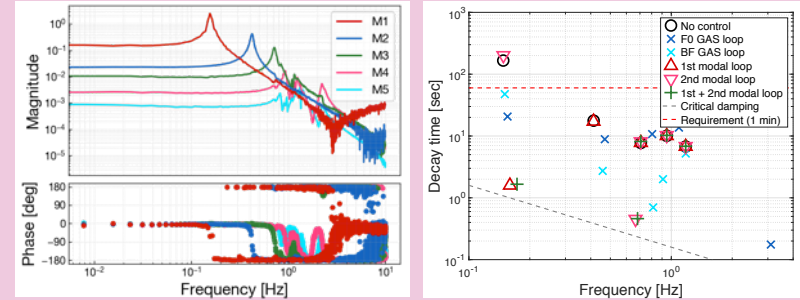 10⁰
10⁻¹
10⁻²
10⁻³
10⁻⁴
10⁻⁵
Magnitude
M1
M2
M3
M4
M5
180
90
0
−90
−180
Phase [deg]
10⁻²
10⁻¹
10⁰
10¹
Frequency [Hz]
10³
10²
10¹
10⁰
10⁻¹
Decay time [sec]
No control
F0 GAS loop
BF GAS loop
1st modal loop
2nd modal loop
1st + 2nd modal loop
Critical damping
Requirement (1 min)
10⁻¹
10⁰
Frequency [Hz]